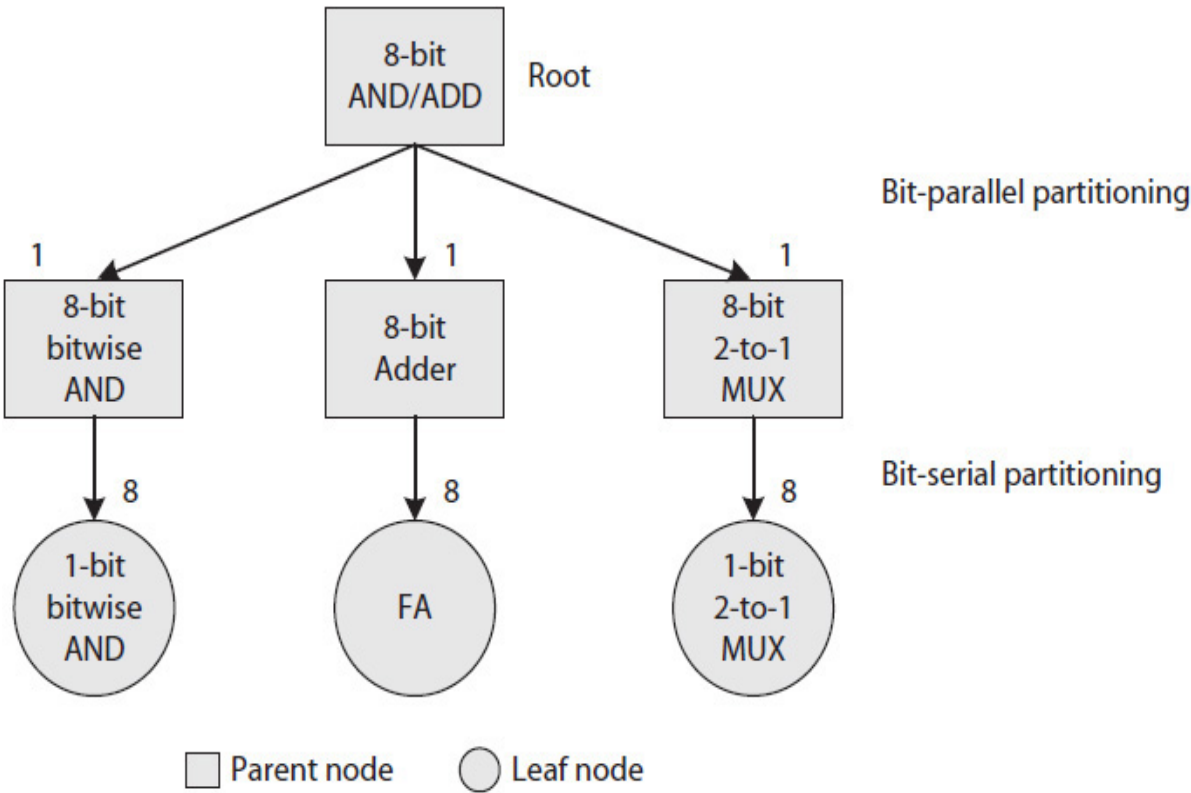 8-bit
AND/ADD
Root
Bit-parallel partitioning
1
1
1
8-bit
bitwise
AND
8-bit
Adder
8-bit
2-to-1
MUX
Bit-serial partitioning
8
8
8
1-bit
bitwise
AND
FA
1-bit
2-to-1
MUX
Parent node
Leaf node